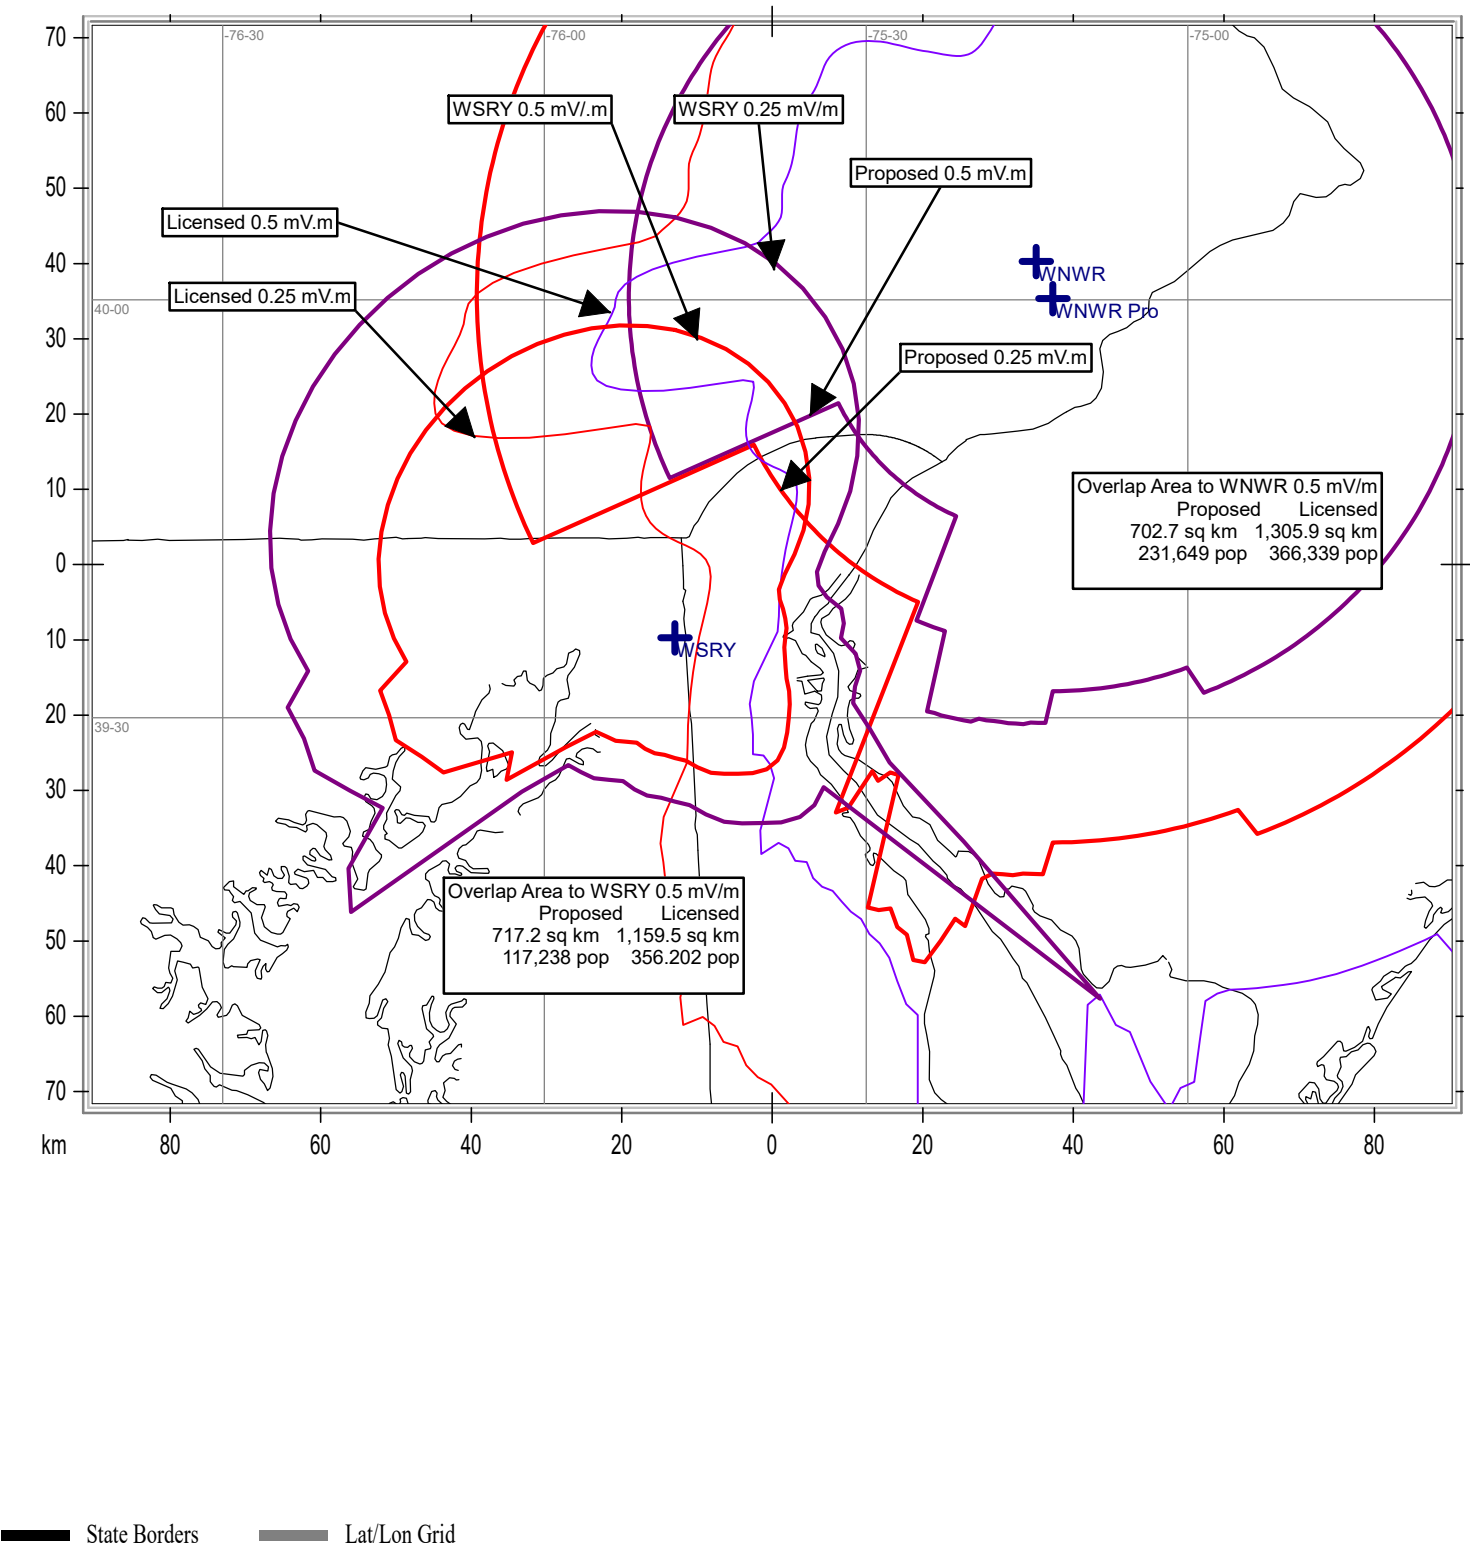 -76-30
-76-00
-75-30
-75-00
70
60
50
40
30
20
10
0
10
20
30
40
50
60
70
WSRY 0.5 mV/.m
WSRY 0.25 mV/m
Proposed 0.5 mV.m
Licensed 0.5 mV.m
Licensed 0.25 mV.m
WNWR
WNWR Pro
40-00
Proposed 0.25 mV.m
Overlap Area to WNWR 0.5 mV/m
Proposed Licensed
702.7 sq km 1,305.9 sq km
231,649 pop 366,339 pop
WSRY
39-30
Overlap Area to WSRY 0.5 mV/m
Proposed Licensed
717.2 sq km 1,159.5 sq km
117,238 pop 356.202 pop
km 80 60 40 20 0 20 40 60 80
State Borders Lat/Lon Grid